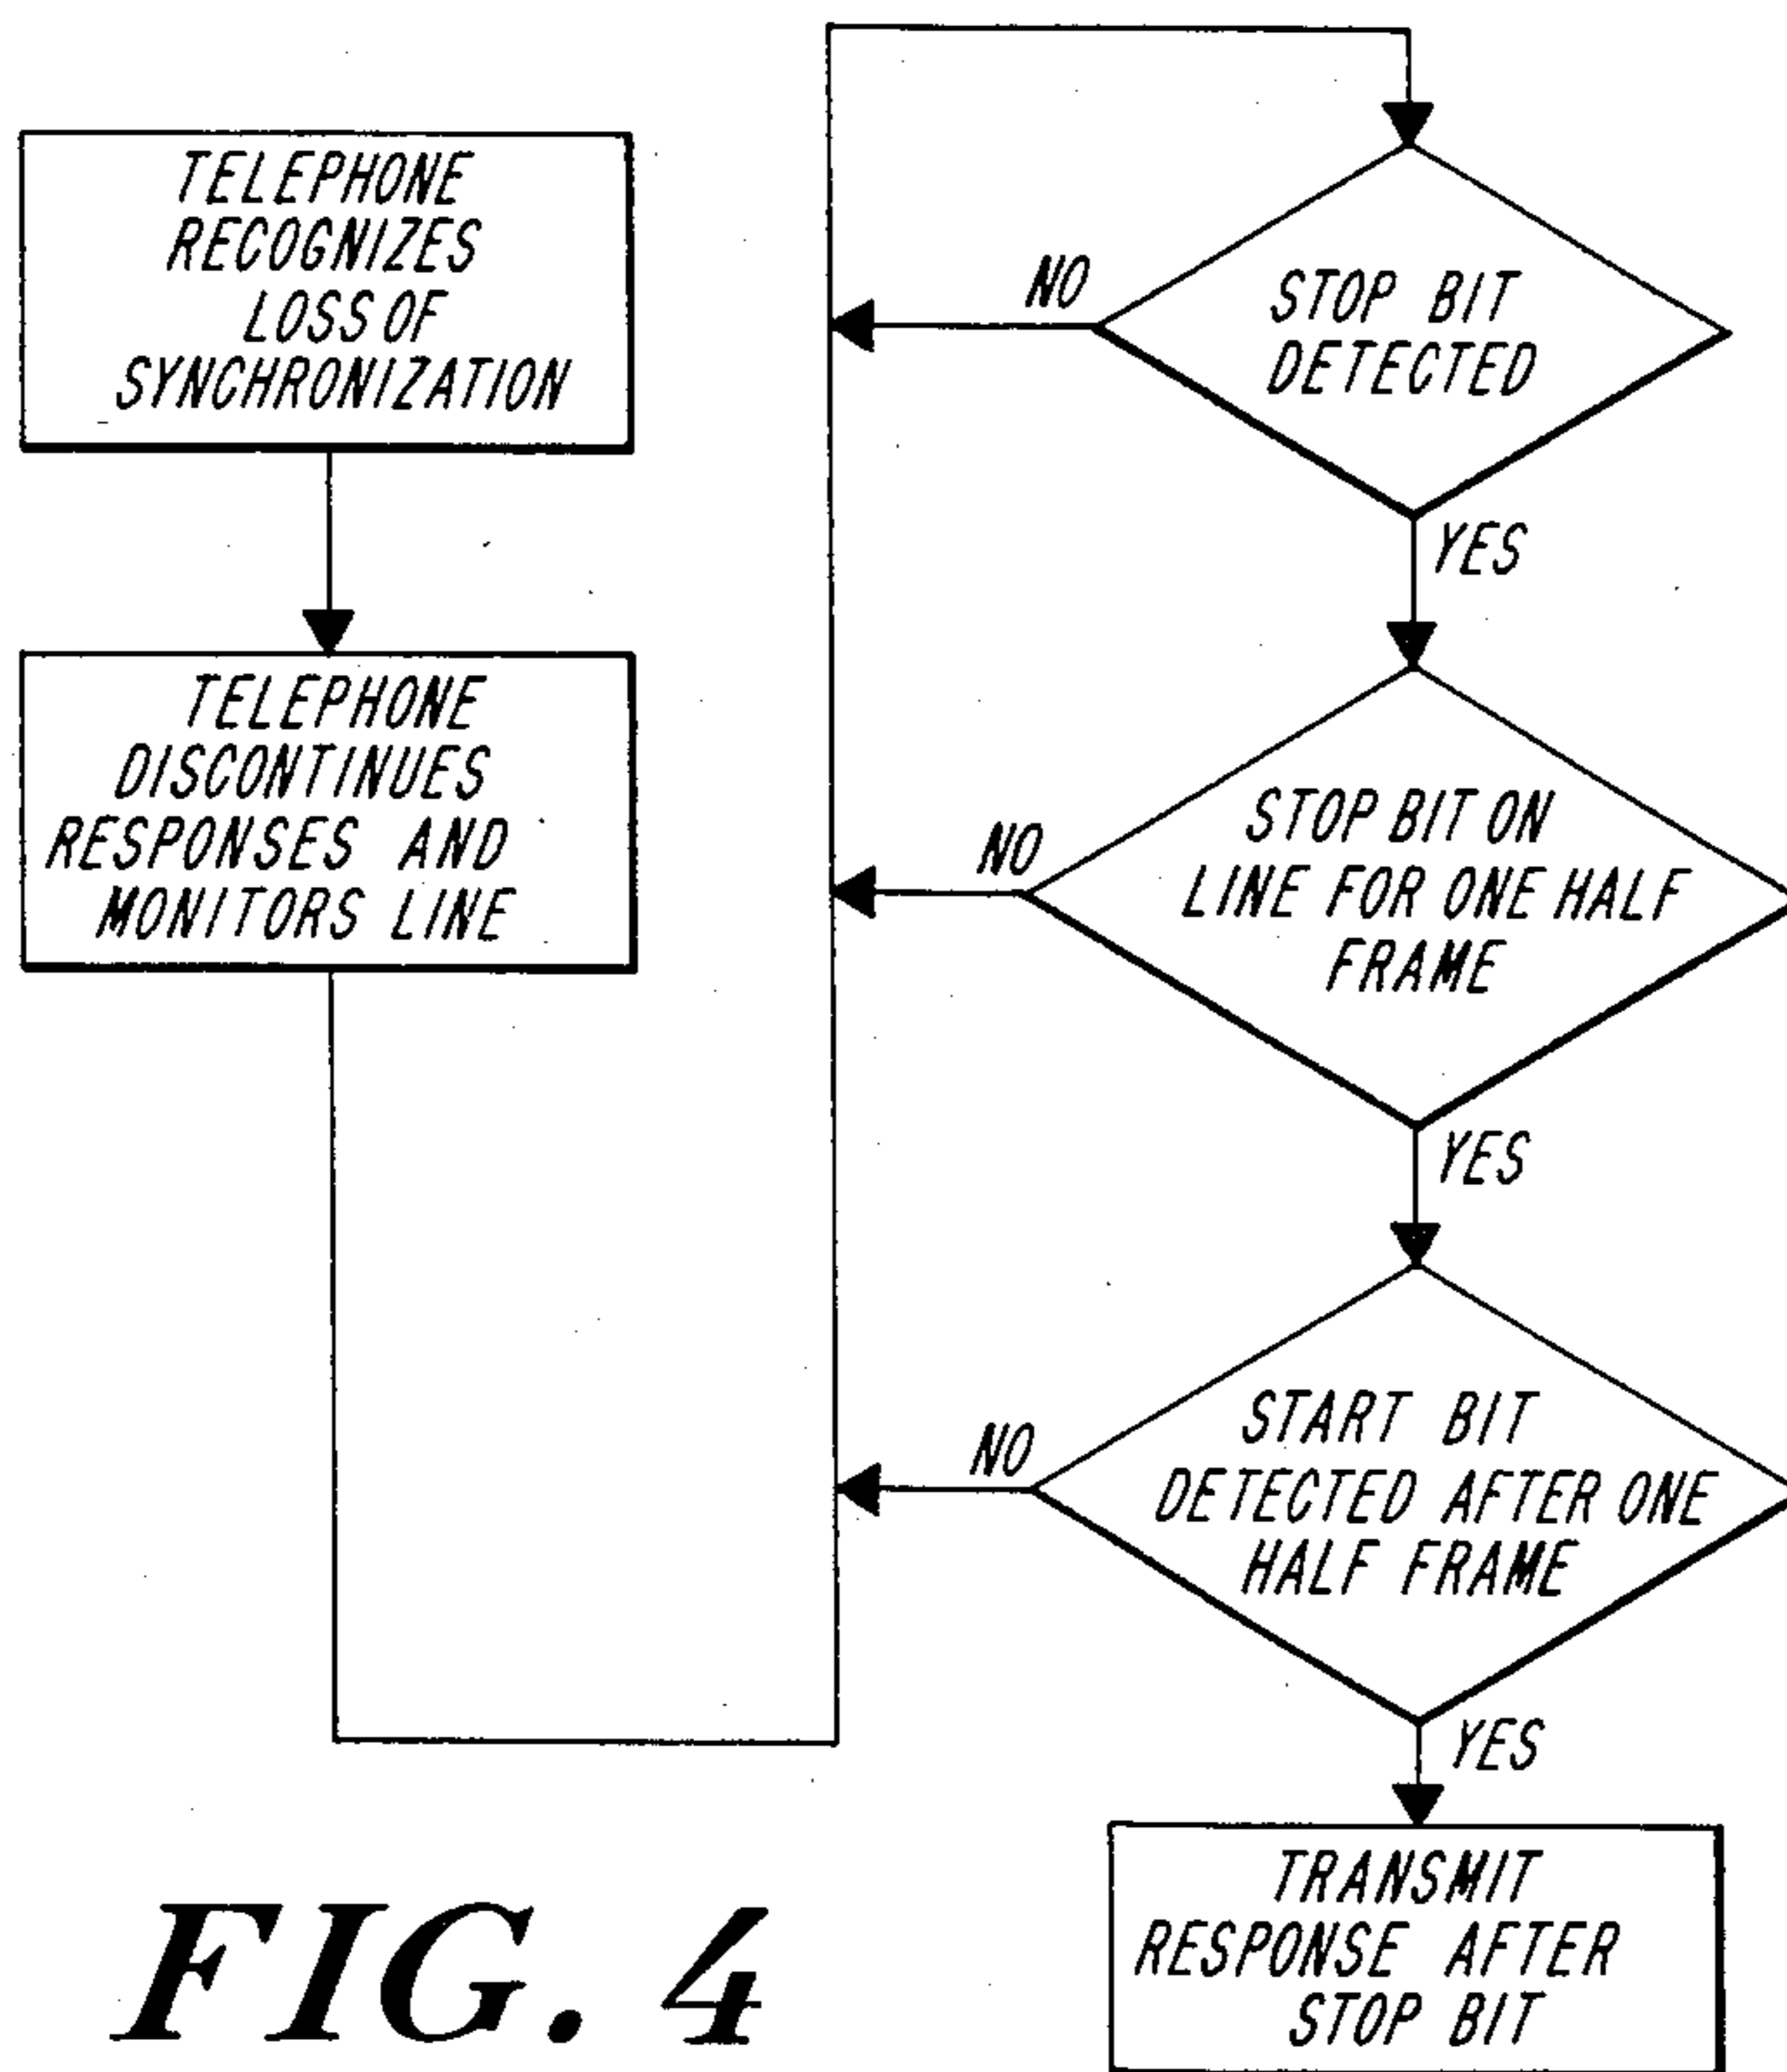 TELEPHONE
RECOGNIZES
LOSS OF
SYNCHRONIZATION
TELEPHONE
DISCONTINUES
RESPONSES AND
MONITORS LINE
STOP BIT
DETECTED
NO
YES
STOP BIT ON
LINE FOR ONE HALF
FRAME
NO
YES
START BIT
DETECTED AFTER ONE
HALF FRAME
NO
YES
TRANSMIT
RESPONSE AFTER
STOP BIT
FIG. 4